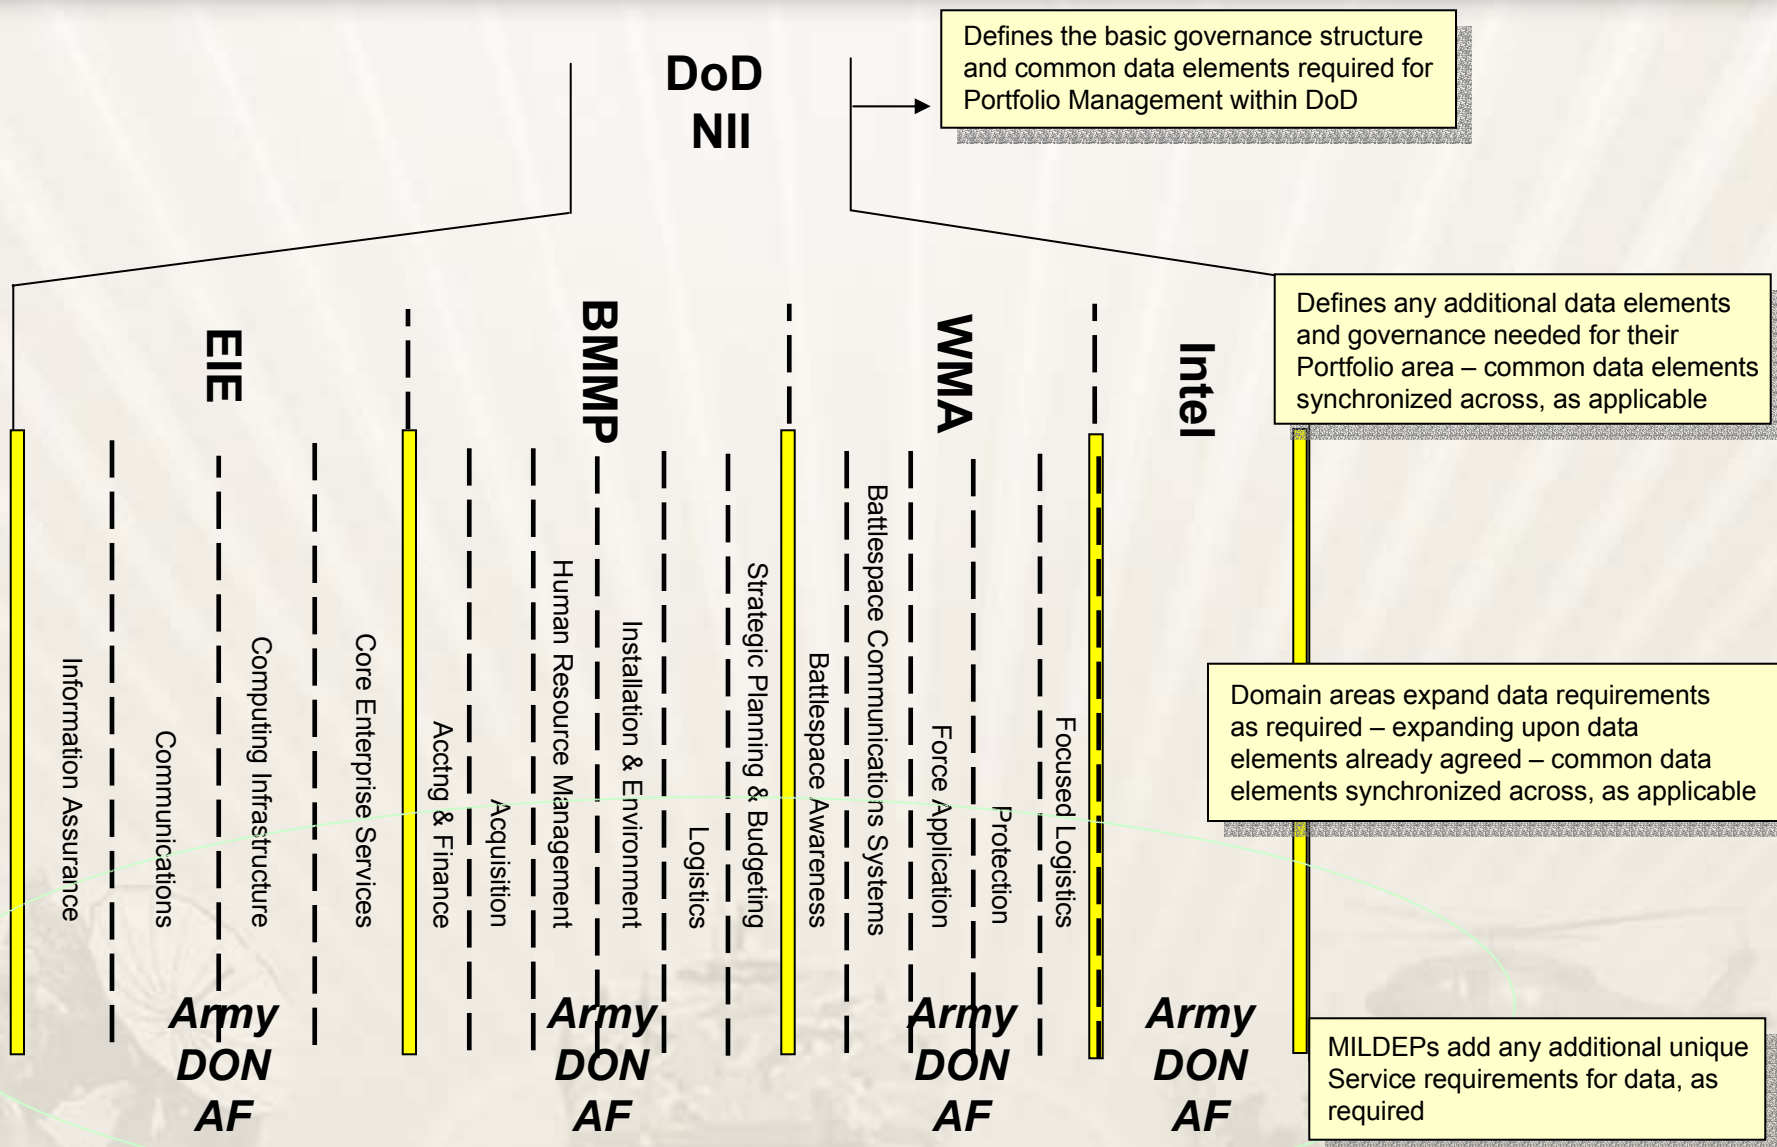 DoD
NII
Defines the basic governance structure
and common data elements required for
Portfolio Management within DoD
EIE
BMMP
WMA
Intel
Defines any additional data elements
and governance needed for their
Portfolio area – common data elements
synchronized across, as applicable
Information Assurance
Communications
Computing Infrastructure
Core Enterprise Services
Acctng & Finance
Acquisition
Human Resource Management
Installation & Environment
Logistics
Strategic Planning & Budgeting
Battlespace Awareness
Battlespace Communications Systems
Force Application
Protection
Focused Logistics
Domain areas expand data requirements
as required – expanding upon data
elements already agreed – common data
elements synchronized across, as applicable
Army
DON
AF
Army
DON
AF
Army
DON
AF
Army
DON
AF
MILDEPs add any additional unique
Service requirements for data, as
required